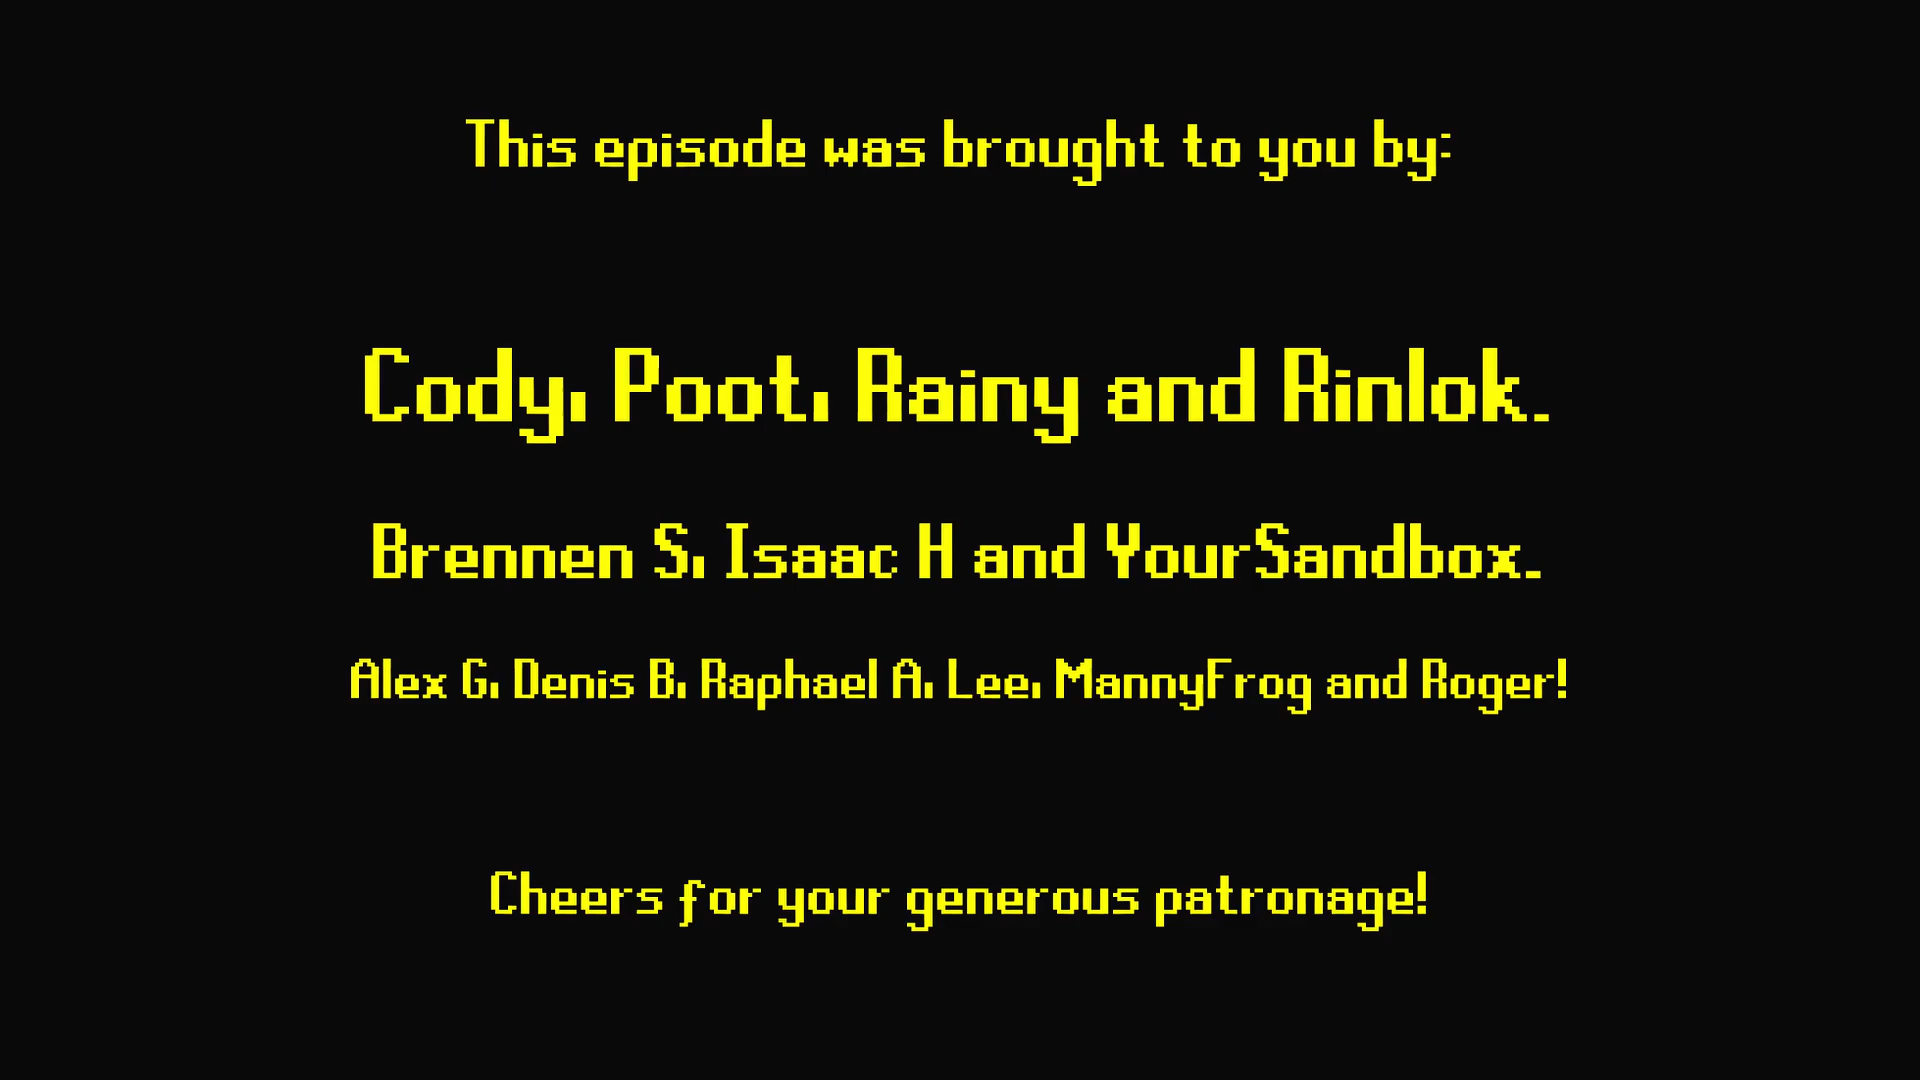 This episode was brought to you by:
Cody, Poot, Rainy and Rinlok.
Brennen S, Isaac H and YourSandbox.
Alex G, Denis B, Raphael A, Lee, MannyFrog and Roger!
Cheers for your generous patronage!